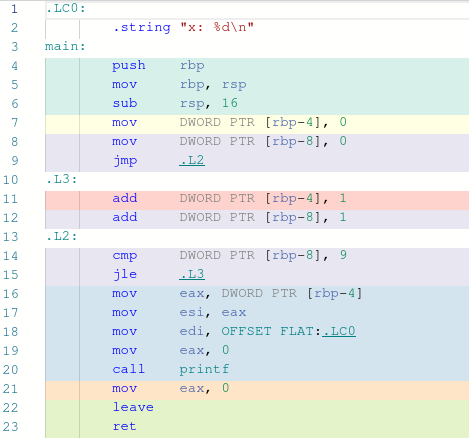 1 .LC0:
2 .string "x: %d\n"
3 main:
4 push rbp
5 mov rbp, rsp
6 sub rsp, 16
7 mov DWORD PTR [rbp-4], 0
8 mov DWORD PTR [rbp-8], 0
9 jmp .L2
10 .L3:
11 add DWORD PTR [rbp-4], 1
12 add DWORD PTR [rbp-8], 1
13 .L2:
14 cmp DWORD PTR [rbp-8], 9
15 jle .L3
16 mov eax, DWORD PTR [rbp-4]
17 mov esi, eax
18 mov edi, OFFSET FLAT:.LC0
19 mov eax, 0
20 call printf
21 mov eax, 0
22 leave
23 ret